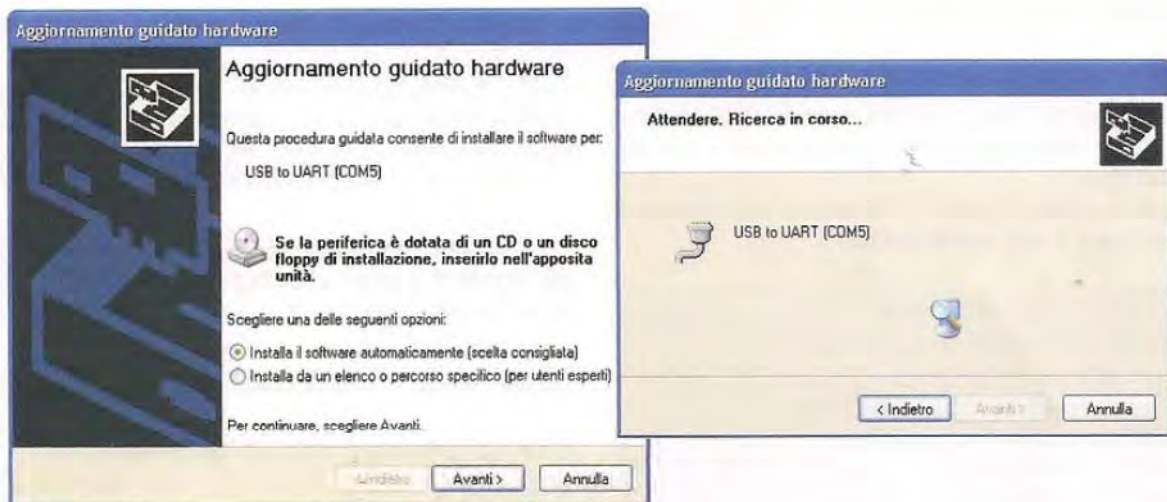 Aggiornamento guidato hardware
Aggiornamento guidato hardware
Questa procedura guidata consente di installare il software per:
USB to UART (COM5)
Se la periferica è dotata di un CD o un disco
floppy di installazione, inserirlo nell'apposita
unità.
Scegliere una delle seguenti opzioni:
Installa il software automaticamente (scelta consigliata)
Installa da un elenco o percorso specifico (per utenti esperti)
Per continuare, scegliere Avanti.
< Indietro
Avanti >
Annulla
Aggiornamento guidato hardware
Attendere. Ricerca in corso...
USB to UART (COM5)
< Indietro
Avanti >
Annulla